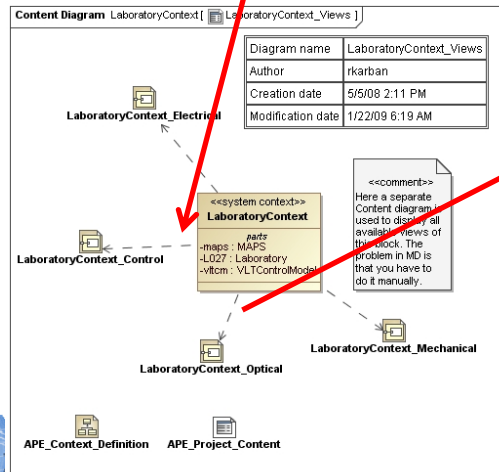 Content Diagram LaboratoryContext [ LaboratoryContext_Views ]
Diagram name LaboratoryContext_Views
Author rkarban
Creation date 5/5/08 2:11 PM
Modification date 1/22/09 6:19 AM
LaboratoryContext_Electrical
<<comment>>
Here a separate
Content diagram is
used to display all
available views of
this block. The
problem in MD is
that you have to
do it manually.
<<system context>>
LaboratoryContext
parts
-maps : MAPS
-L027 : Laboratory
-vltcm : VLTControlModel
LaboratoryContext_Control
LaboratoryContext_Mechanical
LaboratoryContext_Optical
APE_Context_Definition
APE_Project_Content